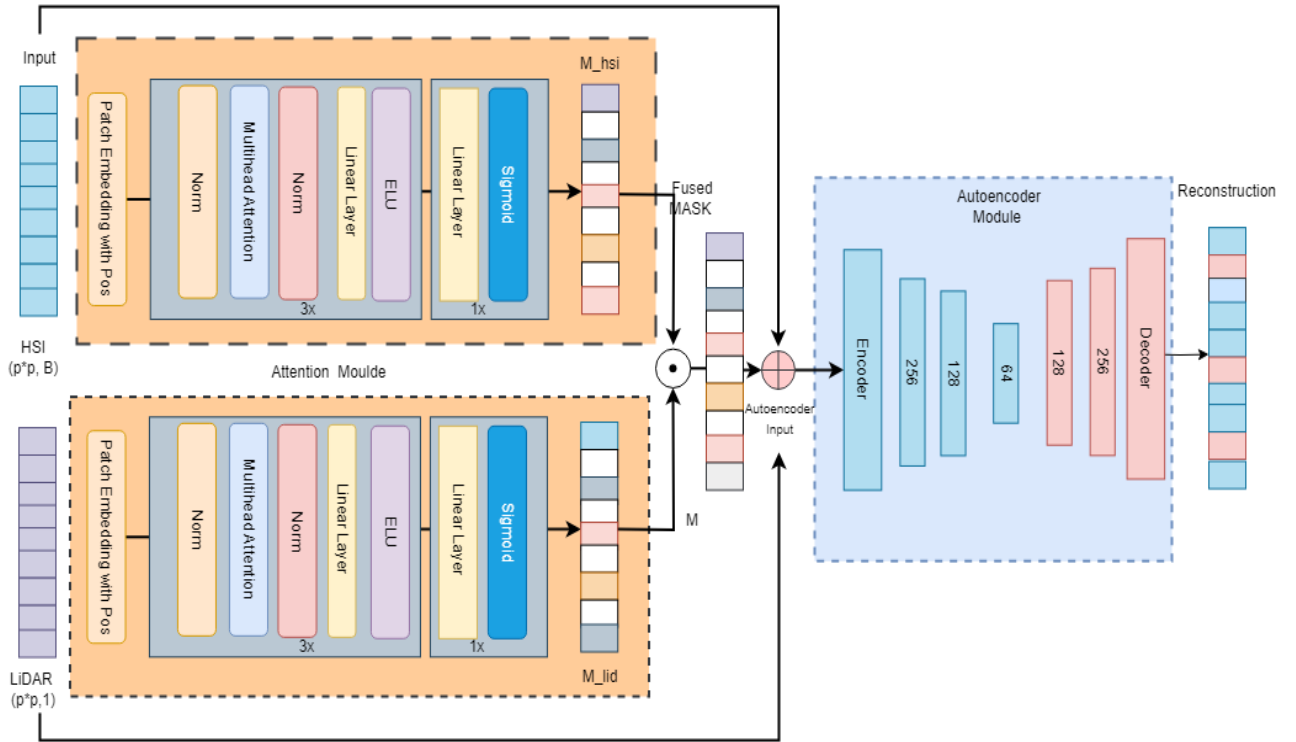 Input
HSI
(p*p, B)
Patch Embedding with Pos
Norm
Multihead Attention
Norm
Linear Layer
ELU
3x
Linear Layer
Sigmoid
1x
M_hsi
Attention Moulde
LiDAR
(p*p,1)
Patch Embedding with Pos
Norm
Multihead Attention
Norm
Linear Layer
ELU
3x
Linear Layer
Sigmoid
1x
M_lid
M
Fused
MASK
Autoencoder
Input
Autoencoder
Module
Encoder
256
128
64
128
256
Decoder
Reconstruction